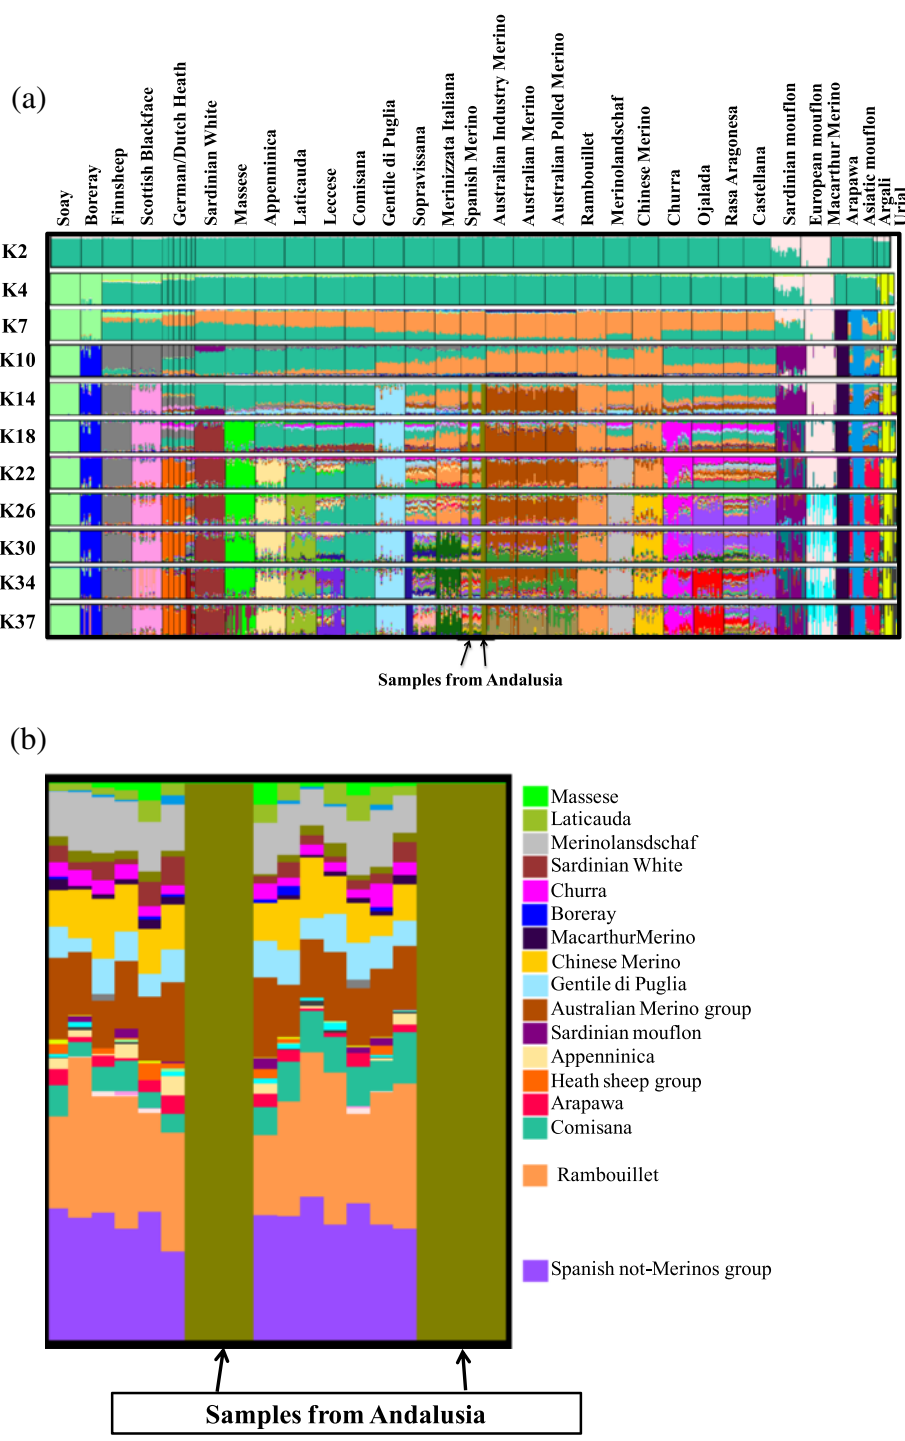 (a)
Soay
Boreray
Finnsheep
Scottish Blackface
German/Dutch Heath
Sardinian White
Massese
Appenninica
Laticauda
Leccese
Comisana
Gentile di Puglia
Sopravissana
Merinizzata Italiana
Spanish Merino
Australian Industry Merino
Australian Merino
Australian Polled Merino
Rambouillet
Merinolandschaf
Chinese Merino
Churra
Ojalada
Rasa Aragonesa
Castellana
Sardinian mouflon
European mouflon
Macarthur Merino
Arapawa
Asiatic mouflon
Argali
Urial
K2
K4
K7
K10
K14
K18
K22
K26
K30
K34
K37
Samples from Andalusia
(b)
Massese
Laticauda
Merinolansdschaf
Sardinian White
Churra
Boreray
MacarthurMerino
Chinese Merino
Gentile di Puglia
Australian Merino group
Sardinian mouflon
Appenninica
Heath sheep group
Arapawa
Comisana
Rambouillet
Spanish not-Merinos group
Samples from Andalusia